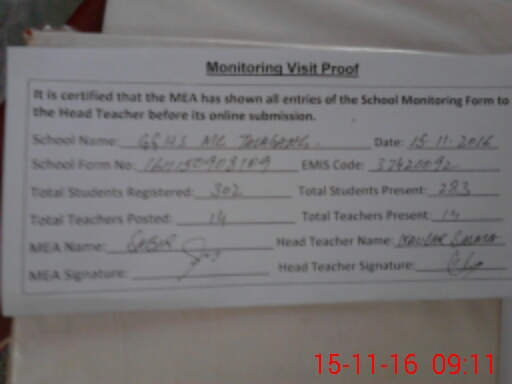 Monitoring Visit Proof
It is certified that the MEA has shown all entries of the School Monitoring Form to
the Head Teacher before its online submission.
School Name: GGHS MC Date: 15-11-2016
School Form No: EMIS Code: 37420092
Total Students Registered: 302 Total Students Present: 283
Total Teachers Posted: 14 Total Teachers Present: 14
MEA Name: Head Teacher Name:
MEA Signature: Head Teacher Signature:
15-11-16 09:11